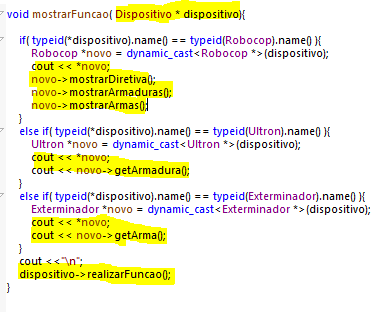 void mostrarFuncao( Dispositivo * dispositivo){
if( typeid(*dispositivo).name() == typeid(Robocop).name() ){
Robocop *novo = dynamic_cast<Robocop *>(dispositivo);
cout << *novo;
novo->mostrarDiretiva();
novo->mostrarArmaduras();
novo->mostrarArmas();
}
else if( typeid(*dispositivo).name() == typeid(Ultron).name() ){
Ultron *novo = dynamic_cast<Ultron *>(dispositivo);
cout << *novo;
cout << novo->getArmadura();
}
else if( typeid(*dispositivo).name() == typeid(Exterminador).name() ){
Exterminador *novo = dynamic_cast<Exterminador *>(dispositivo);
cout << *novo;
cout << novo->getArma();
}
cout <<"\n";
dispositivo->realizarFuncao();
}